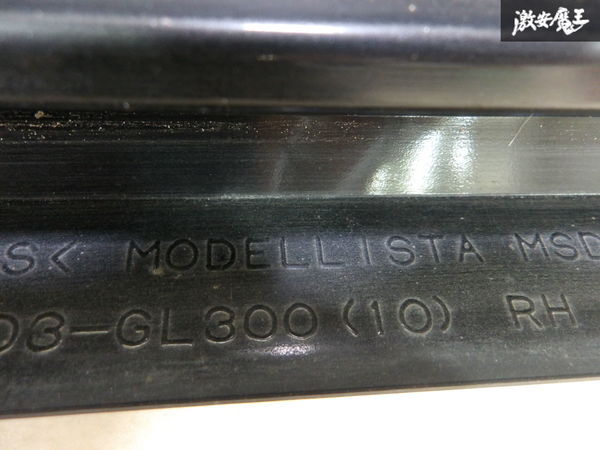 激安魔王
S< MODELLISTA MSD
D3-GL300(10) RH